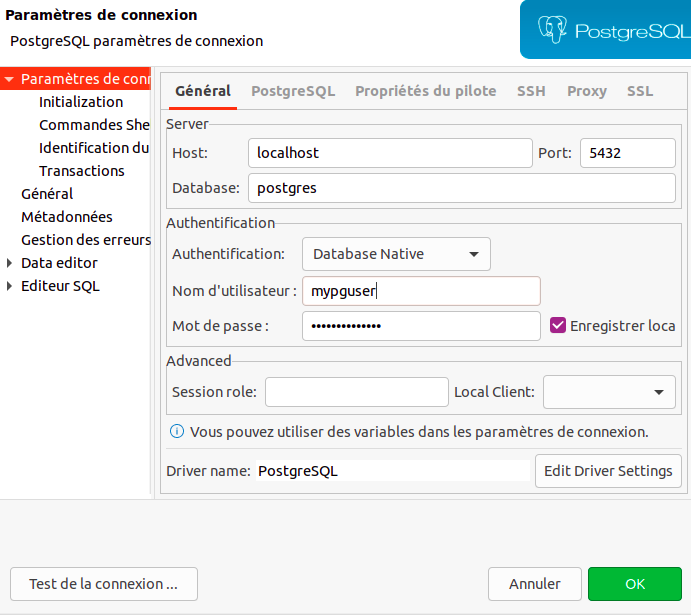 Paramètres de connexion
PostgreSQL paramètres de connexion
PostgreSQL
Paramètres de conn
Initialization
Commandes She
Identification du
Transactions
Général
Métadonnées
Gestion des erreurs
Data editor
Editeur SQL
Général PostgreSQL Propriétés du pilote SSH Proxy SSL
Server
Host: localhost Port: 5432
Database: postgres
Authentification
Authentification: Database Native
Nom d'utilisateur : mypguser
Mot de passe : ••••••••••••••
Enregistrer loca
Advanced
Session role: Local Client:
Vous pouvez utiliser des variables dans les paramètres de connexion.
Driver name: PostgreSQL Edit Driver Settings
Test de la connexion ... Annuler OK